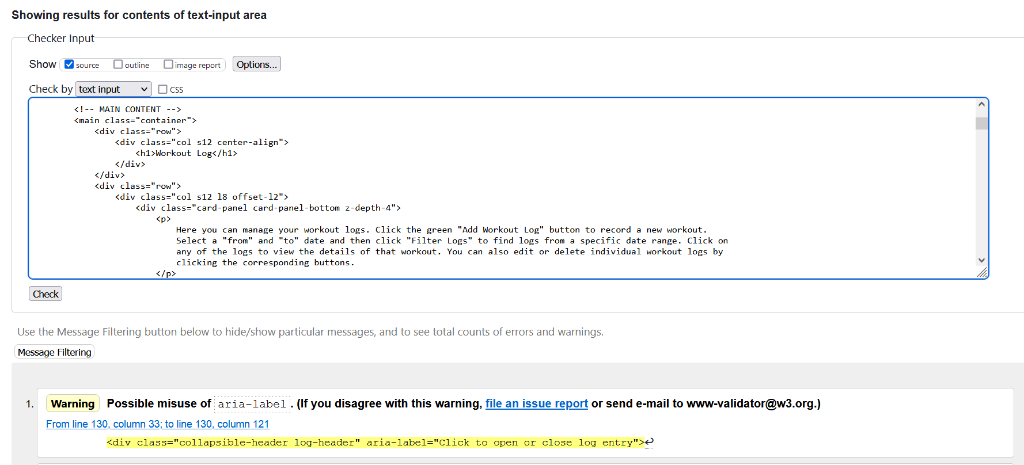 Showing results for contents of text-input area
Checker Input
Show source outline image report Options...
Check by text input css
<!-- MAIN CONTENT -->
<main class="container">
<div class="row">
<div class="col s12 center-align">
<h1>Workout Log</h1>
</div>
</div>
<div class="row">
<div class="col s12 l8 offset-l2">
<div class="card-panel card-panel-bottom z-depth-4">
<p>
Here you can manage your workout logs. Click the green "Add Workout Log" button to record a new workout.
Select a "from" and "to" date and then click "Filter Logs" to find logs from a specific date range. Click on
any of the logs to view the details of that workout. You can also edit or delete individual workout logs by
clicking the corresponding buttons.
</p>
Check
Use the Message Filtering button below to hide/show particular messages, and to see total counts of errors and warnings.
Message Filtering
1. Warning Possible misuse of aria-label . (If you disagree with this warning, file an issue report or send e-mail to www-validator@w3.org.)
From line 130, column 33; to line 130, column 121
<div class="collapsible-header log-header" aria-label="Click to open or close log entry">↩